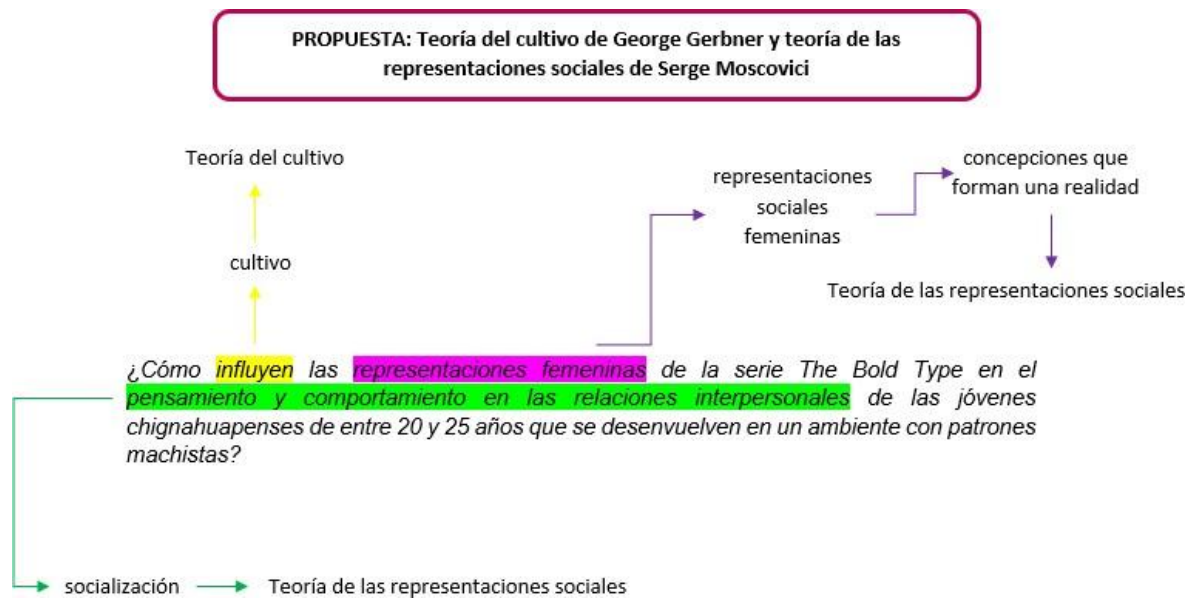 PROPUESTA: Teoría del cultivo de George Gerbner y teoría de las
representaciones sociales de Serge Moscovici
Teoría del cultivo
cultivo
representaciones
sociales
femeninas
concepciones que
forman una realidad
Teoría de las representaciones sociales
¿Cómo influyen las representaciones femeninas de la serie The Bold Type en el
pensamiento y comportamiento en las relaciones interpersonales de las jóvenes
chignahuapenses de entre 20 y 25 años que se desenvuelven en un ambiente con patrones
machistas?
socialización
Teoría de las representaciones sociales